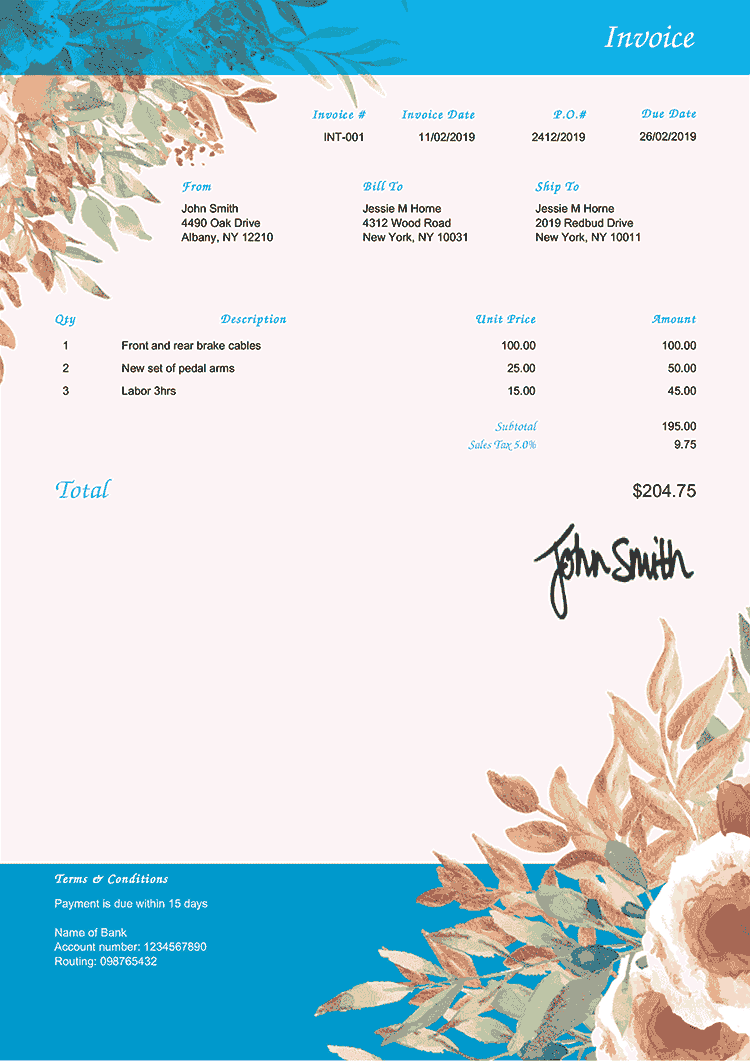 Invoice
Invoice # Invoice Date P.O.# Due Date
INT-001 11/02/2019 2412/2019 26/02/2019
From Bill To Ship To
John Smith Jessie M Horne Jessie M Horne
4490 Oak Drive 4312 Wood Road 2019 Redbud Drive
Albany, NY 12210 New York, NY 10031 New York, NY 10011
Qty Description Unit Price Amount
1 Front and rear brake cables 100.00 100.00
2 New set of pedal arms 25.00 50.00
3 Labor 3hrs 15.00 45.00
Subtotal 195.00
Sales Tax 5.0% 9.75
Total $204.75
John Smith
Terms & Conditions
Payment is due within 15 days
Name of Bank
Account number: 1234567890
Routing: 098765432